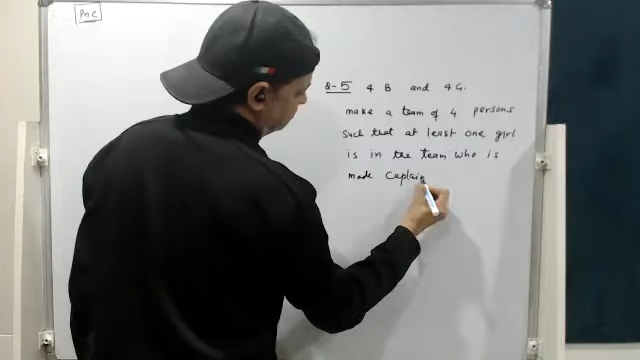 PnC
Q-5 4 B and 4 G.
make a team of 4 persons
such that at least one girl
is in the team who is
made Captain